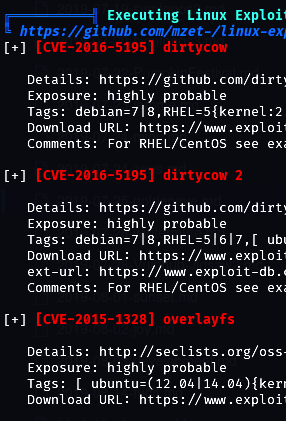 Executing Linux Exploit
https://github.com/mzet-/linux-exp
[+] [CVE-2016-5195] dirtycow
Details: https://github.com/dirty
Exposure: highly probable
Tags: debian=7|8,RHEL=5{kernel:2
Download URL: https://www.exploit
Comments: For RHEL/CentOS see exa
[+] [CVE-2016-5195] dirtycow 2
Details: https://github.com/dirty
Exposure: highly probable
Tags: debian=7|8,RHEL=5|6|7,[ ubu
Download URL: https://www.exploit
ext-url: https://www.exploit-db.c
Comments: For RHEL/CentOS see exa
[+] [CVE-2015-1328] overlayfs
Details: http://seclists.org/oss-
Exposure: highly probable
Tags: [ ubuntu=(12.04|14.04){kern
Download URL: https://www.exploit